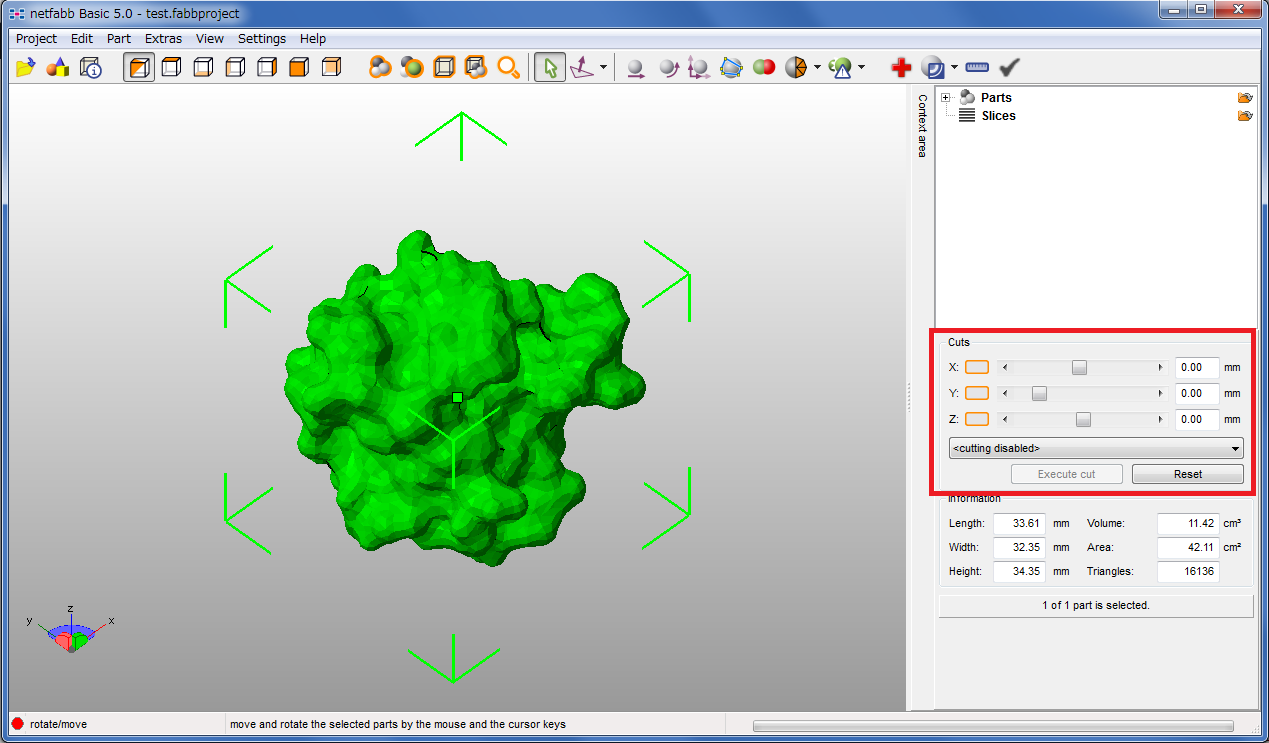 netfabb Basic 5.0 - test.fabbproject
Project Edit Part Extras View Settings Help
Context area
Parts
Slices
Cuts
X: 0.00 mm
Y: 0.00 mm
Z: 0.00 mm
<cutting disabled>
Execute cut Reset
Information
Length: 33.61 mm Volume: 11.42 cm³
Width: 32.35 mm Area: 42.11 cm²
Height: 34.35 mm Triangles: 16136
1 of 1 part is selected.
z
y x
rotate/move move and rotate the selected parts by the mouse and the cursor keys